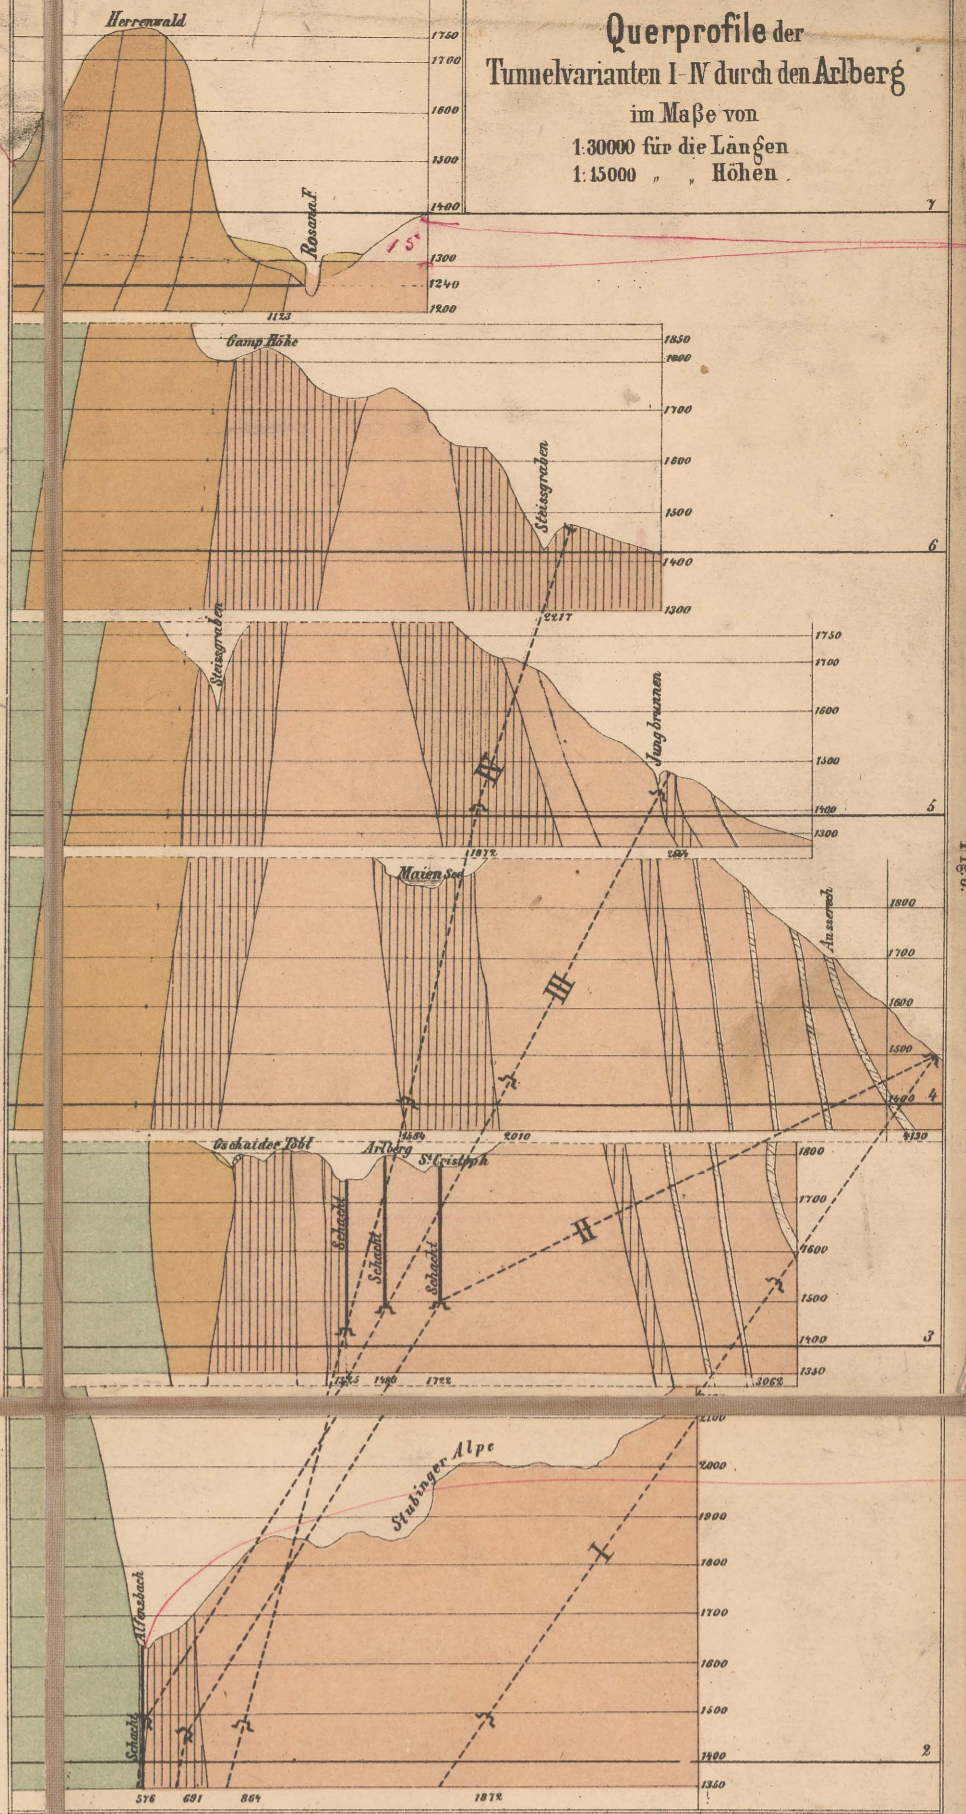 Querprofile der
Tunnelvarianten I-IV durch den Arlberg
im Maße von
1:30000 für die Längen
1:15000 „ „ Höhen.
Herrenwald
1750
1700
1600
1500
1400
7
Rosana F
15°
1300
1240
1200
1123
Gamp Höhe
1850
1800
1700
1600
Steissgraben
1500
6
1400
1300
2217
Steissgraben
1750
1700
1600
Jungbrunnen
1500
IV
1400
5
1300
1872
Maien See
1800
Ausserach
1700
1600
III
1500
1400
4
1584
2010
4130
Gschaider Tobl
Arlberg
St Cristoph
1800
1700
Schacht
Schacht
Schacht
II
1600
1500
1400
3
1350
1486
1722
3062
2100
2000
Stubinger Alpe
1900
I
1800
Alfenzbach
1700
1600
1500
Schacht
1400
2
1350
576
691
864
1872